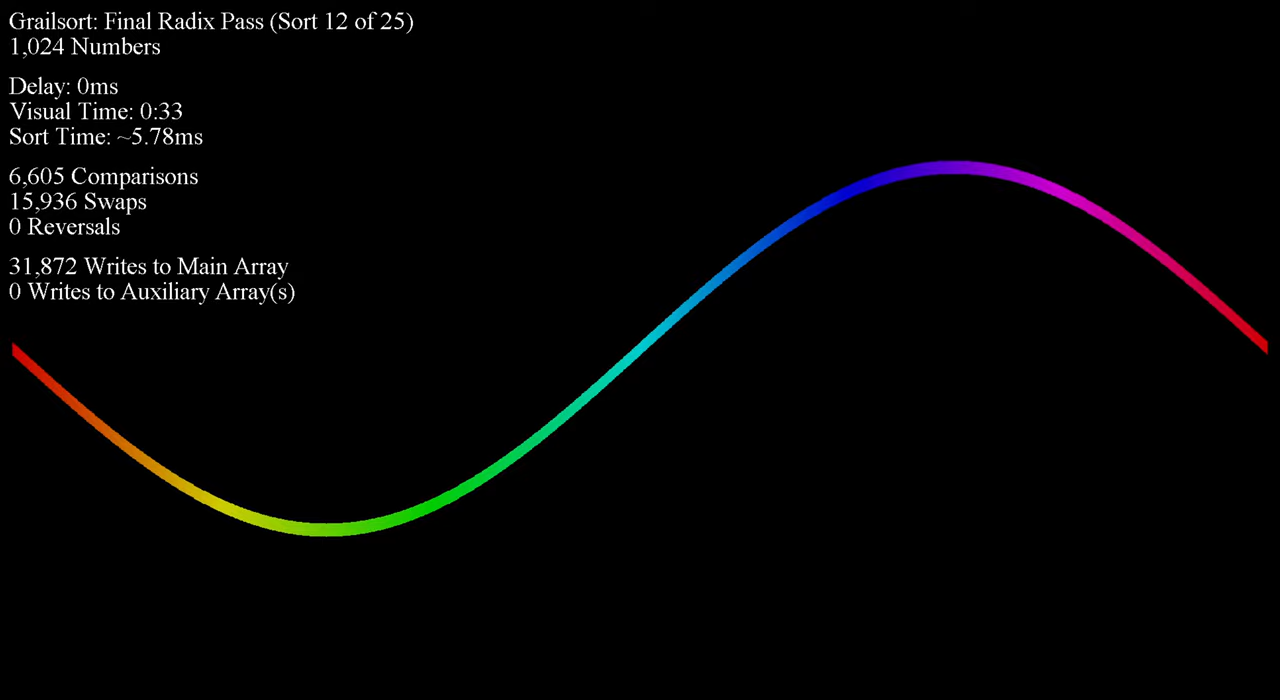 Grailsort: Final Radix Pass (Sort 12 of 25)
1,024 Numbers
Delay: 0ms
Visual Time: 0:33
Sort Time: ~5.78ms
6,605 Comparisons
15,936 Swaps
0 Reversals
31,872 Writes to Main Array
0 Writes to Auxiliary Array(s)